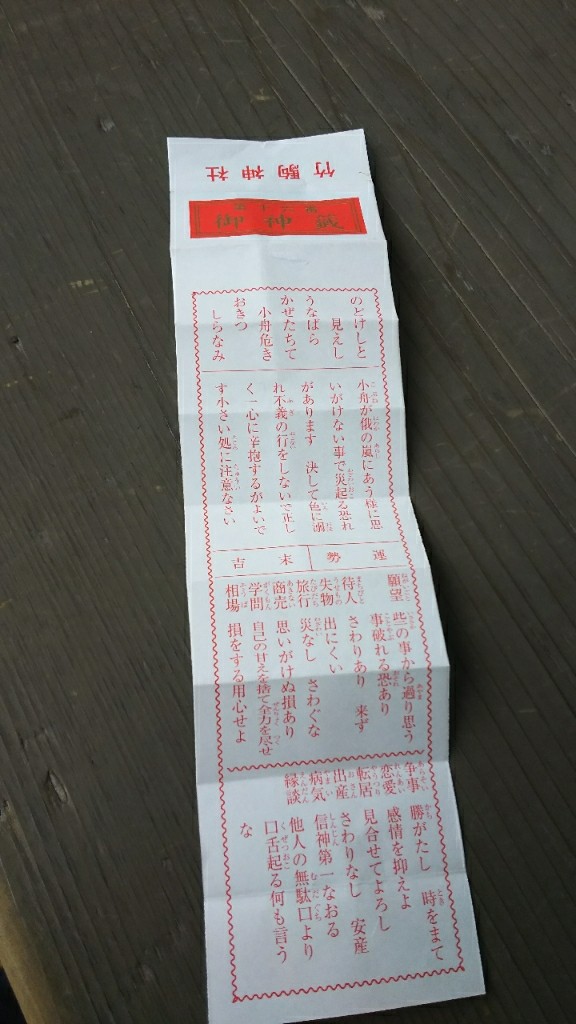 竹駒神社
御神籤
のどけしと
見えし
うなばら
かぜたちて
小舟危き
おきつ
しらなみ
小舟が俄の嵐にあう様に思
いがけない事で災起る恐れ
があります 決して色に溺
れ不義の行をしないで正し
く一心に辛抱するがよいで
す小さい処に注意なさい
運勢 末吉
願望 些の事から過り思う
事破れる恐あり
待人 さわりあり 来ず
失物 出にくい
旅行 災なし さわぐな
商売 思いがけぬ損あり
学問 自己の甘えを捨て全力を尽せ
相場 損をする用心せよ
争事 勝がたし 時をまて
恋愛 感情を抑えよ
転居 見合せてよろし
出産 さわりなし 安産
病気 信神第一なおる
縁談 他人の無駄口より
口舌起る何も言う
な